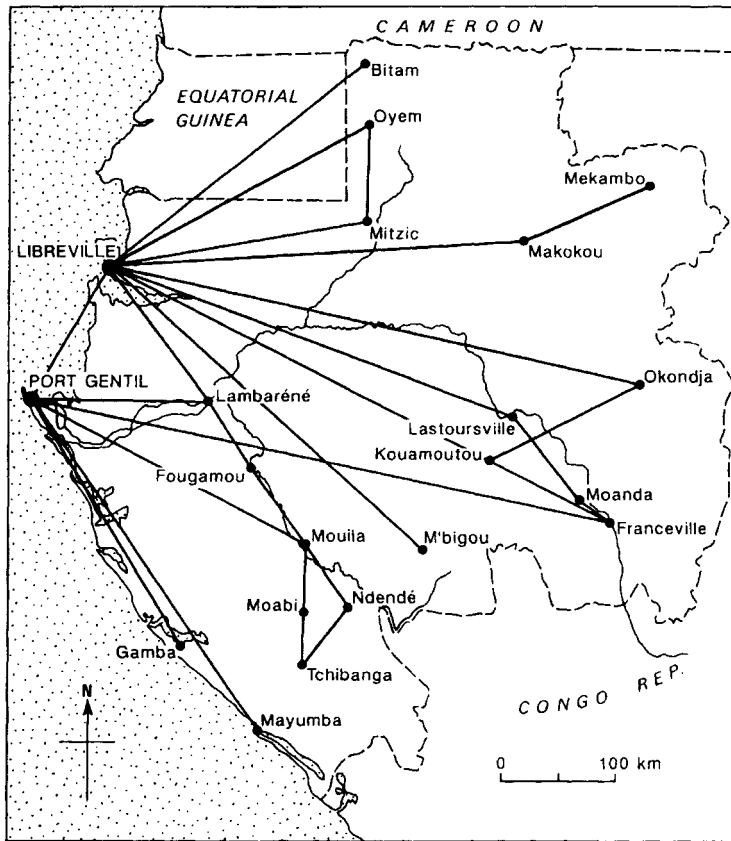 CAMEROON
Bitam
EQUATORIAL
GUINEA
Oyem
Mekambo
Mitzic
Makokou
LIBREVILLE
PORT GENTIL
Lambaréné
Okondja
Lastoursville
Kouamoutou
Fougamou
Moanda
Franceville
Mouila
M'bigou
Moabi
Ndendé
Gamba
Tchibanga
N
CONGO REP.
Mayumba
0 100 km